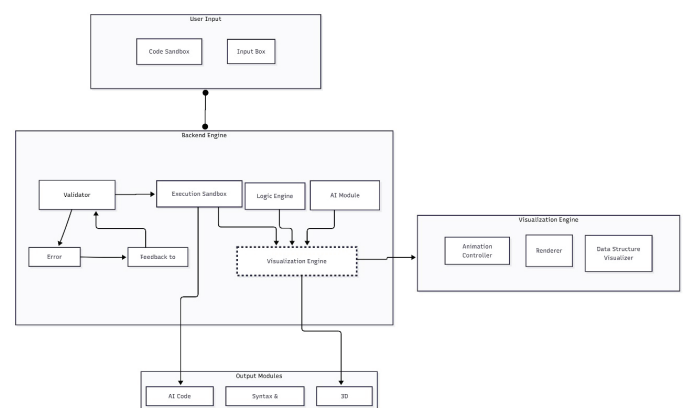 User Input
Code Sandbox
Input Box
Backend Engine
Validator
Execution Sandbox
Logic Engine
AI Module
Error
Feedback to
Visualization Engine
Visualization Engine
Animation
Controller
Renderer
Data Structure
Visualizer
Output Modules
AI Code
Syntax &
3D